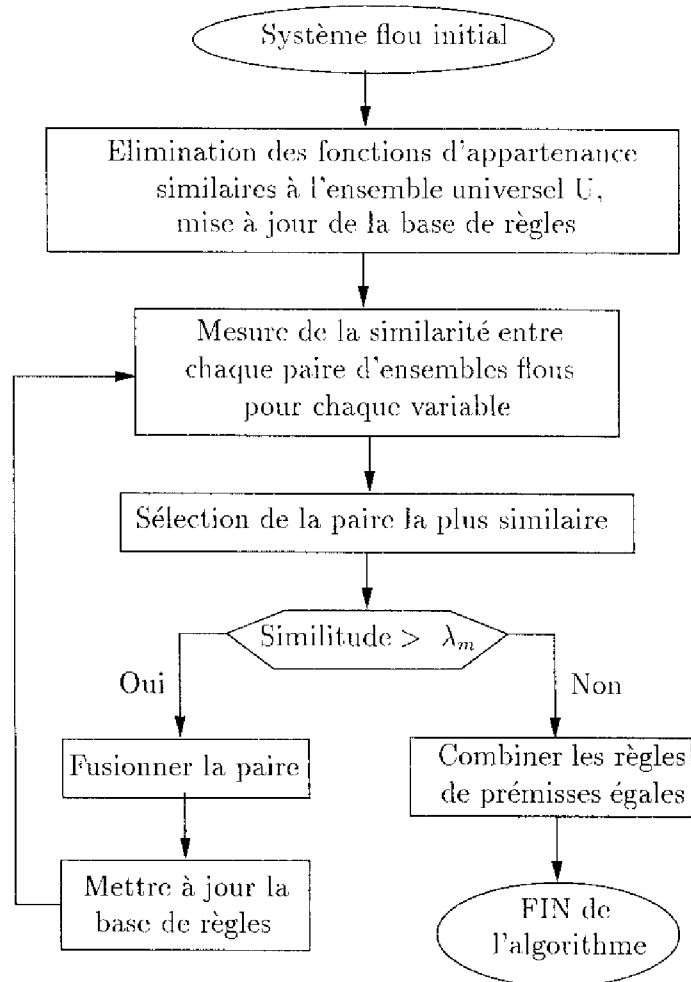 Système flou initial
Elimination des fonctions d'appartenance
similaires à l'ensemble universel U,
mise à jour de la base de règles
Mesure de la similarité entre
chaque paire d'ensembles flous
pour chaque variable
Sélection de la paire la plus similaire
Similitude > λm
Oui
Non
Fusionner la paire
Combiner les règles
de prémisses égales
Mettre à jour la
base de règles
FIN de
l'algorithme